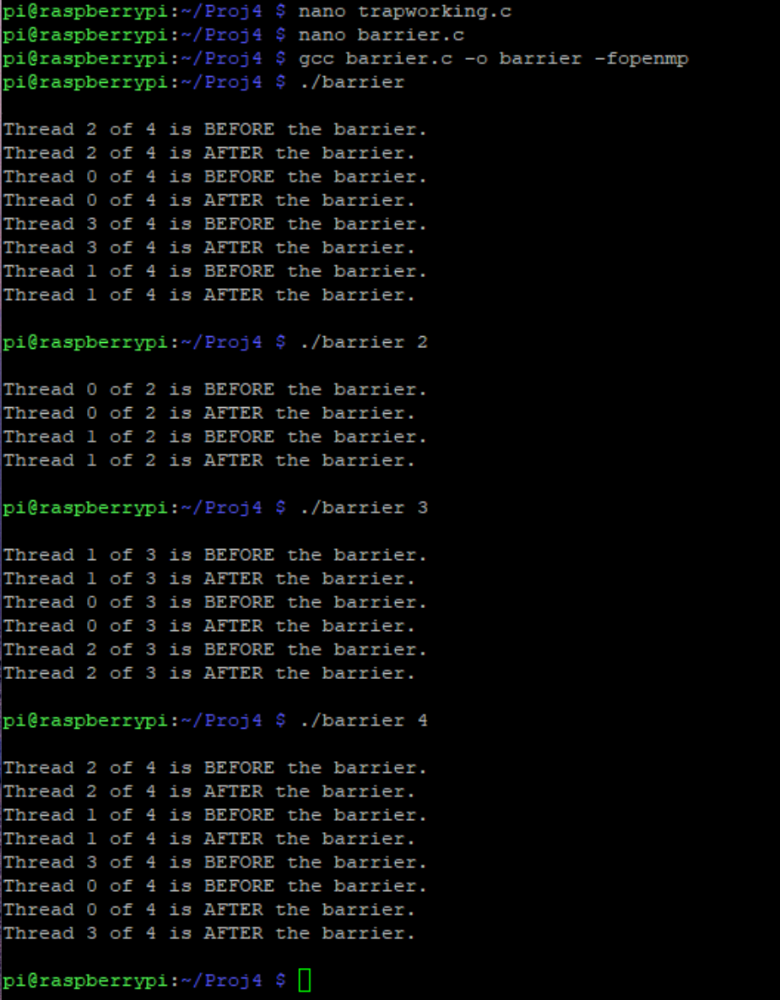 pi@raspberrypi:~/Proj4 $ nano trapworking.c
pi@raspberrypi:~/Proj4 $ nano barrier.c
pi@raspberrypi:~/Proj4 $ gcc barrier.c -o barrier -fopenmp
pi@raspberrypi:~/Proj4 $ ./barrier
Thread 2 of 4 is BEFORE the barrier.
Thread 2 of 4 is AFTER the barrier.
Thread 0 of 4 is BEFORE the barrier.
Thread 0 of 4 is AFTER the barrier.
Thread 3 of 4 is BEFORE the barrier.
Thread 3 of 4 is AFTER the barrier.
Thread 1 of 4 is BEFORE the barrier.
Thread 1 of 4 is AFTER the barrier.
pi@raspberrypi:~/Proj4 $ ./barrier 2
Thread 0 of 2 is BEFORE the barrier.
Thread 0 of 2 is AFTER the barrier.
Thread 1 of 2 is BEFORE the barrier.
Thread 1 of 2 is AFTER the barrier.
pi@raspberrypi:~/Proj4 $ ./barrier 3
Thread 1 of 3 is BEFORE the barrier.
Thread 1 of 3 is AFTER the barrier.
Thread 0 of 3 is BEFORE the barrier.
Thread 0 of 3 is AFTER the barrier.
Thread 2 of 3 is BEFORE the barrier.
Thread 2 of 3 is AFTER the barrier.
pi@raspberrypi:~/Proj4 $ ./barrier 4
Thread 2 of 4 is BEFORE the barrier.
Thread 2 of 4 is AFTER the barrier.
Thread 1 of 4 is BEFORE the barrier.
Thread 1 of 4 is AFTER the barrier.
Thread 3 of 4 is BEFORE the barrier.
Thread 0 of 4 is BEFORE the barrier.
Thread 0 of 4 is AFTER the barrier.
Thread 3 of 4 is AFTER the barrier.
pi@raspberrypi:~/Proj4 $